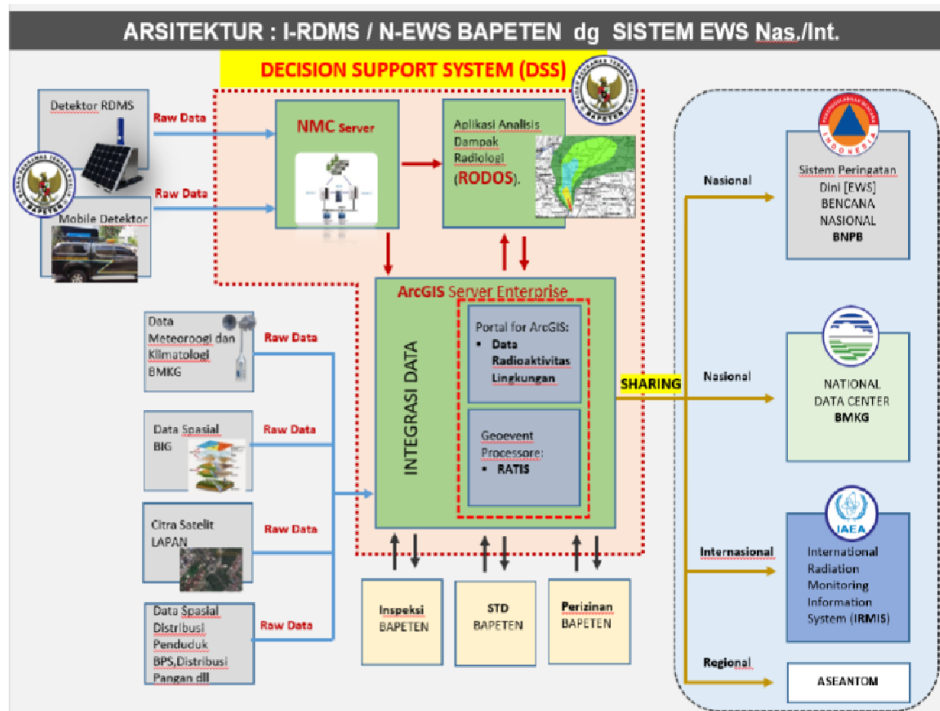 ARSITEKTUR : I-RDMS / N-EWS BAPETEN dg SISTEM EWS Nas./Int.
DECISION SUPPORT SYSTEM (DSS)
Detektor RDMS
Raw Data
Raw Data
BAPETEN
Mobile Detektor
NMC Server
Aplikasi Analisis
Dampak
Radiologi
(RODOS).
BAPETEN
ArcGIS Server Enterprise
INTEGRASI DATA
Portal for ArcGIS:
• Data
Radioaktivitas
Lingkungan
Geoevent
Processore:
• RATIS
Data
Meteoroogi dan
Klimatologi
BMKG
Raw Data
Data Spasial
BIG
Raw Data
Citra Satelit
LAPAN
Raw Data
Data Spasial
Distribusi
Penduduk
BPS,Distribusi
Pangan dll
Raw Data
Inspeksi
BAPETEN
STD
BAPETEN
Perizinan
BAPETEN
SHARING
Nasional
INDONESIA
Sistem Peringatan
Dini [EWS]
BENCANA
NASIONAL
BNPB
Nasional
NATIONAL
DATA CENTER
BMKG
Internasional
IAEA
International
Radiation
Monitoring
Information
System (IRMIS)
Regional
ASEANTOM